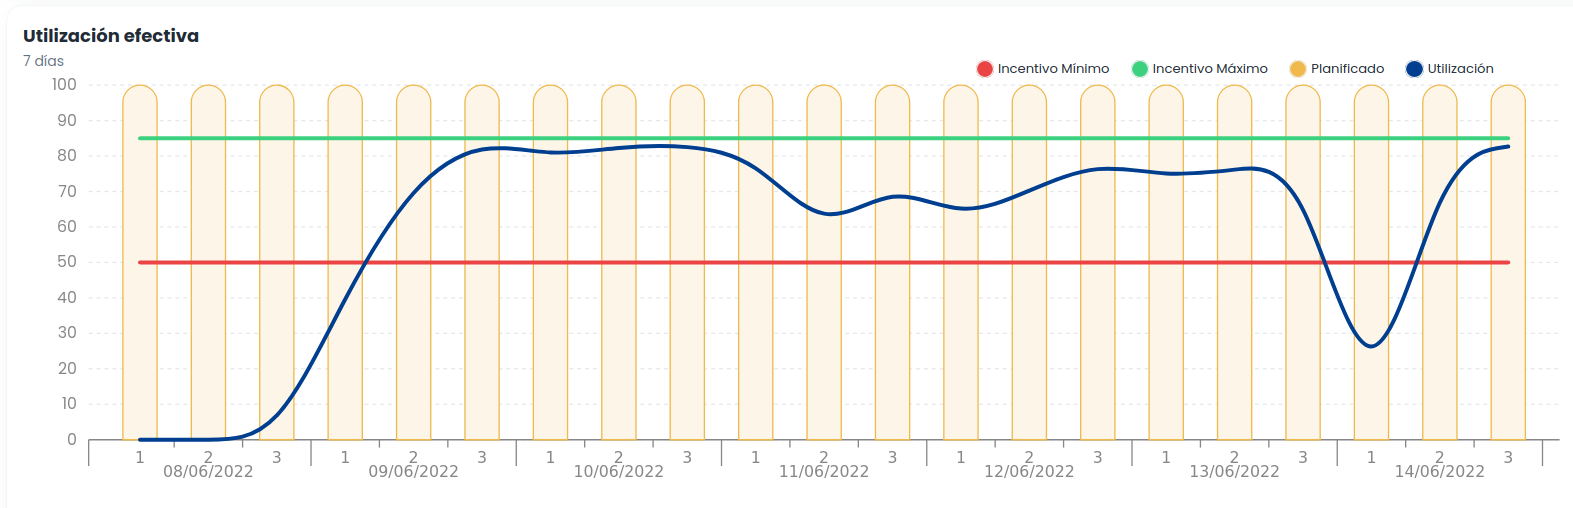 Utilización efectiva
7 días
Incentivo Mínimo Incentivo Máximo Planificado Utilización
100
90
80
70
60
50
40
30
20
10
0
1 2 3 1 2 3 1 2 3 1 2 3 1 2 3 1 2 3 1 2 3
08/06/2022 09/06/2022 10/06/2022 11/06/2022 12/06/2022 13/06/2022 14/06/2022